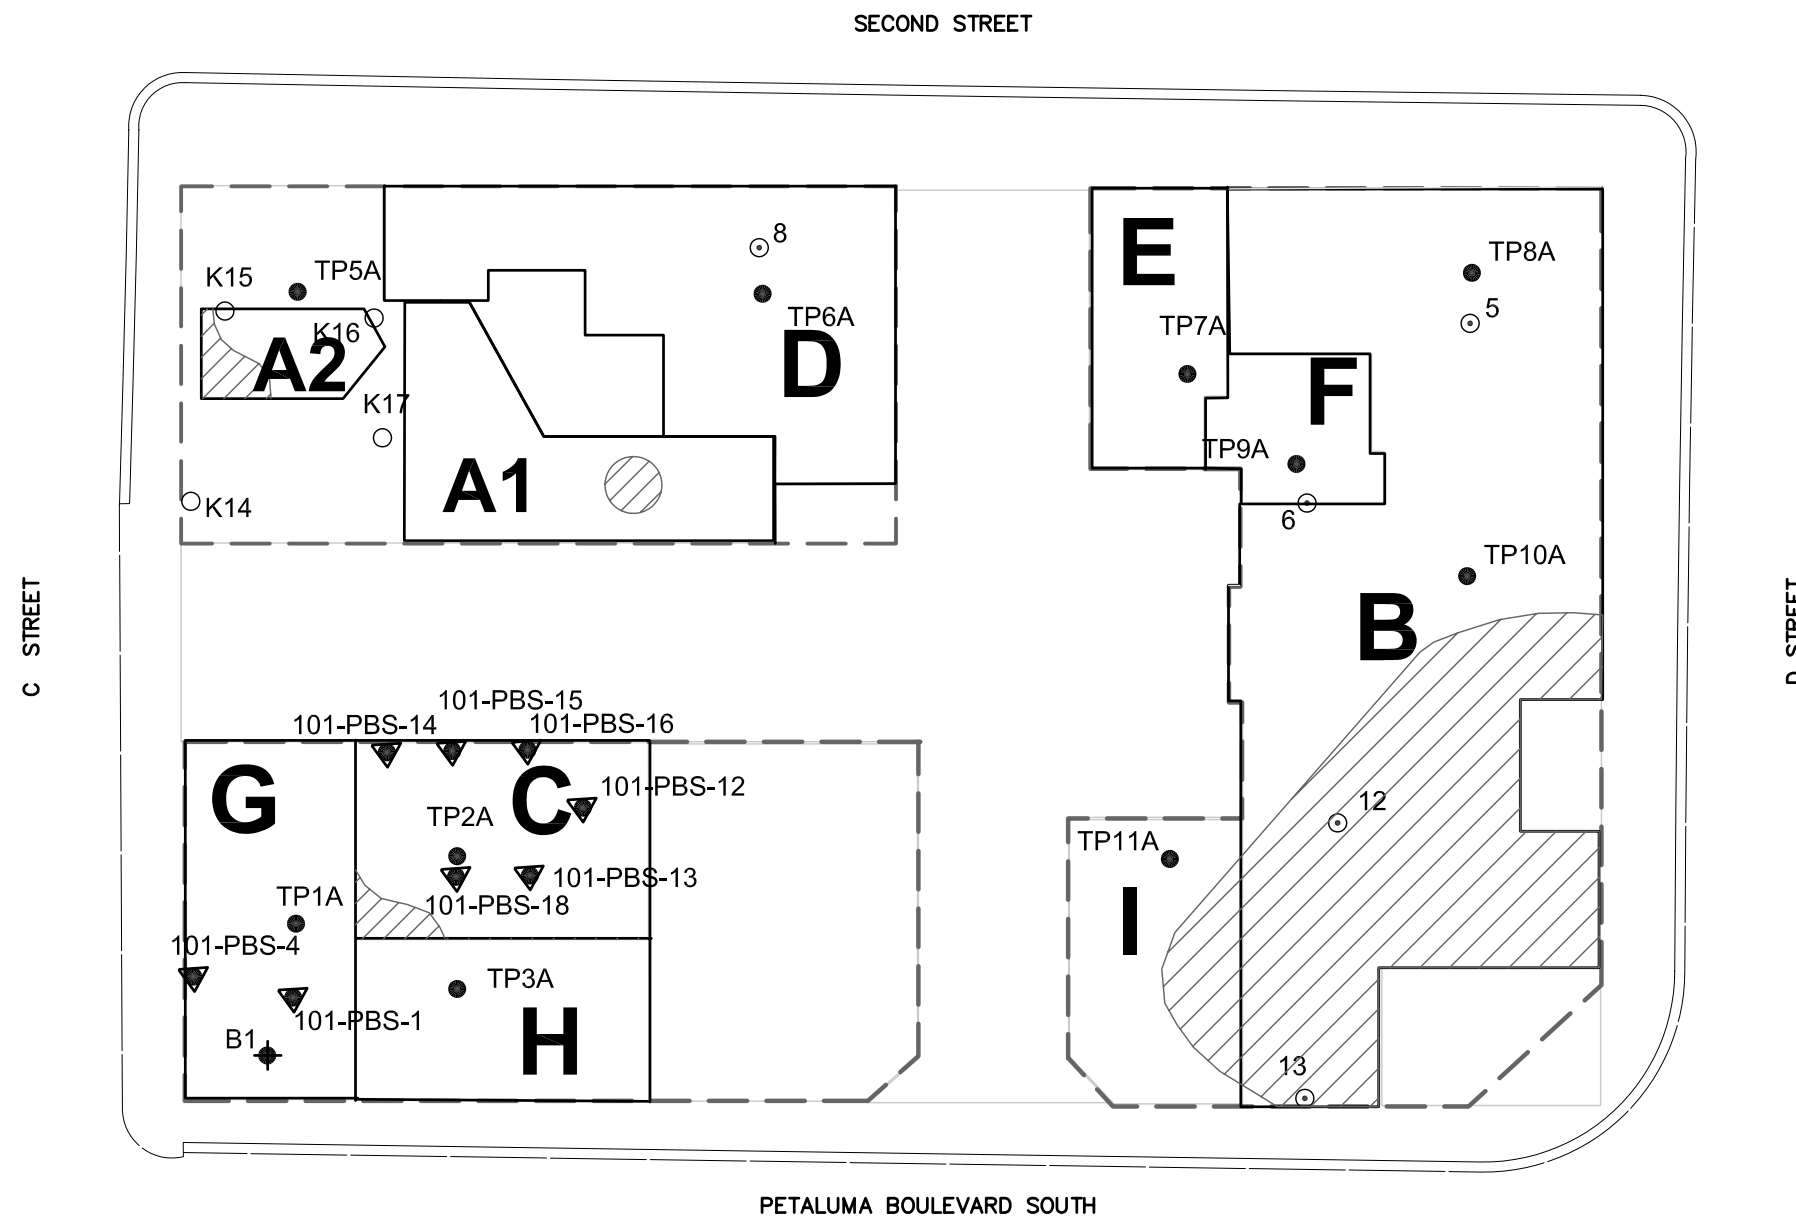 SECOND STREET
K15
TP5A
8
K16
TP6A
A2
D
K17
A1
K14
E
TP7A
TP8A
5
F
TP9A
6
TP10A
B
C STREET
D STREET
101-PBS-15
101-PBS-14
101-PBS-16
G
C
101-PBS-12
TP2A
101-PBS-13
TP1A
101-PBS-18
101-PBS-4
TP3A
101-PBS-1
B1
H
12
TP11A
I
13
PETALUMA BOULEVARD SOUTH